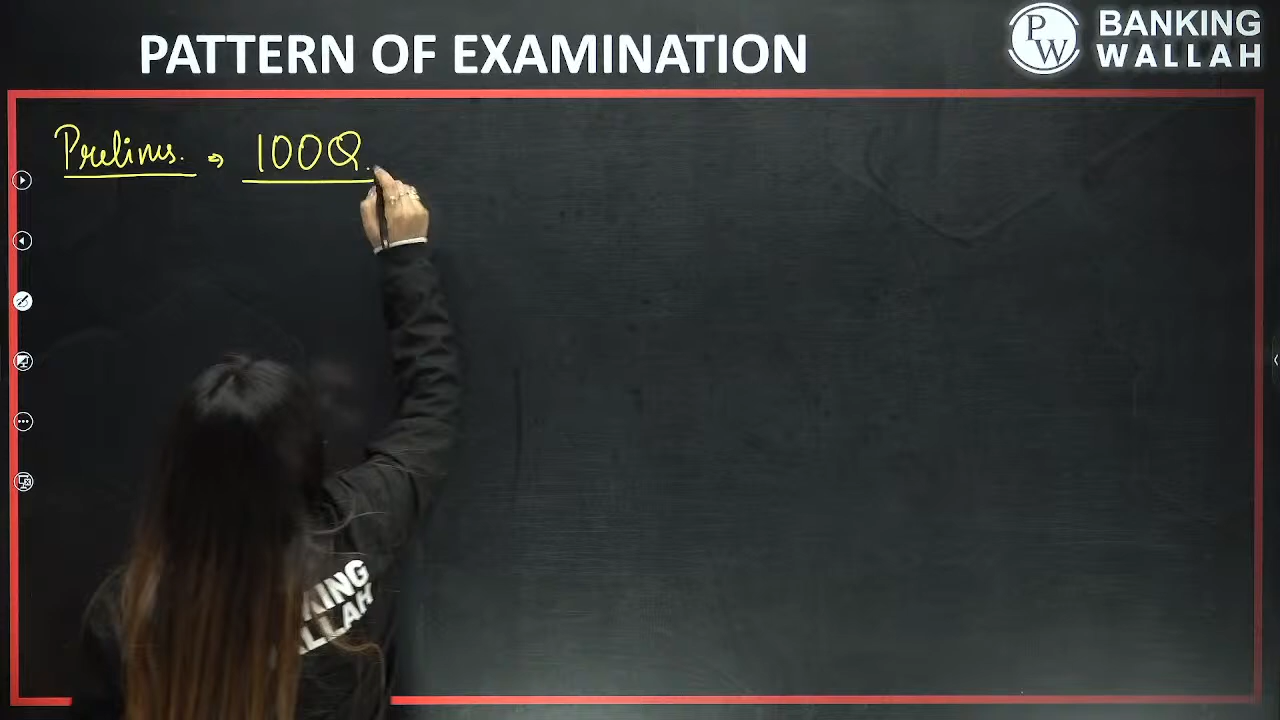 PATTERN OF EXAMINATION
PW
BANKING
WALLAH
Prelims. ⇒ 100Q.
KING
LLAH